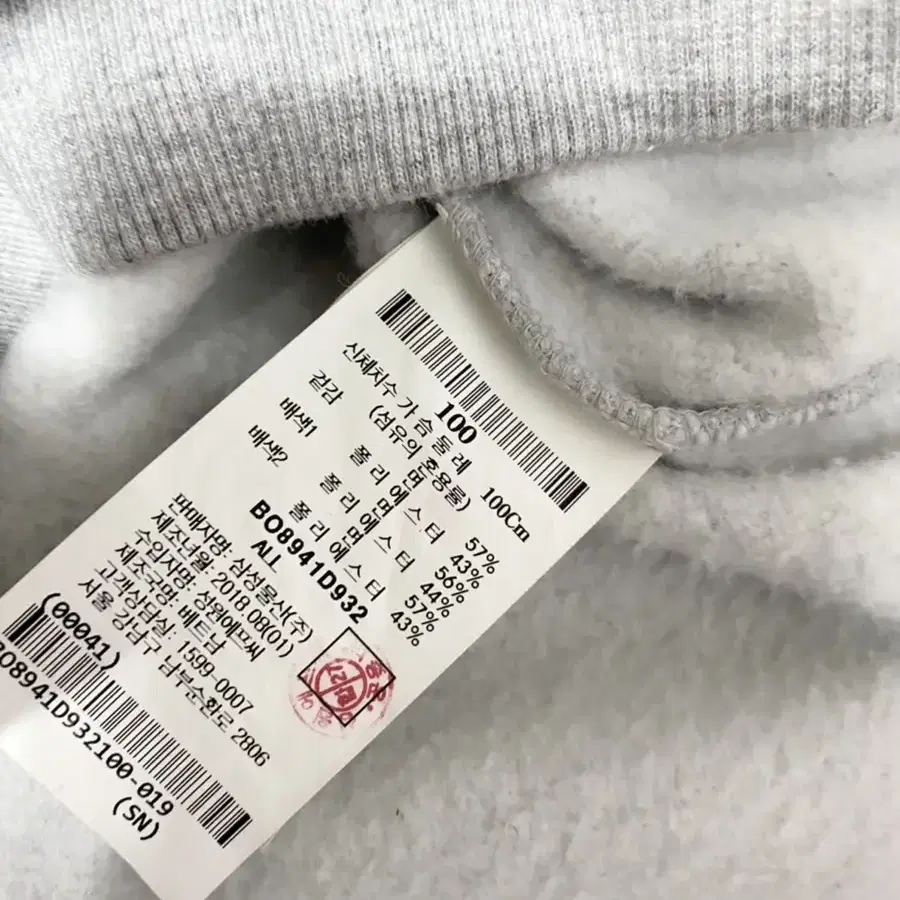 100
신체치수 가슴둘레 100Cm
(섬유의 혼용률)
겉감 면 57%
폴리에스터 43%
배색1 면 56%
폴리에스터 44%
배색2 면 57%
폴리에스터 43%
BO8941D932
ALL
판매자명: 삼성물산(주)
제조년월: 2018.08(01)
수입자명: 성원에프씨
제조국명: 베트남
고객상담실: 1599-0007
서울 강남구 남부순환로 2806
(00041)
BO8941D932100-019
(SN)